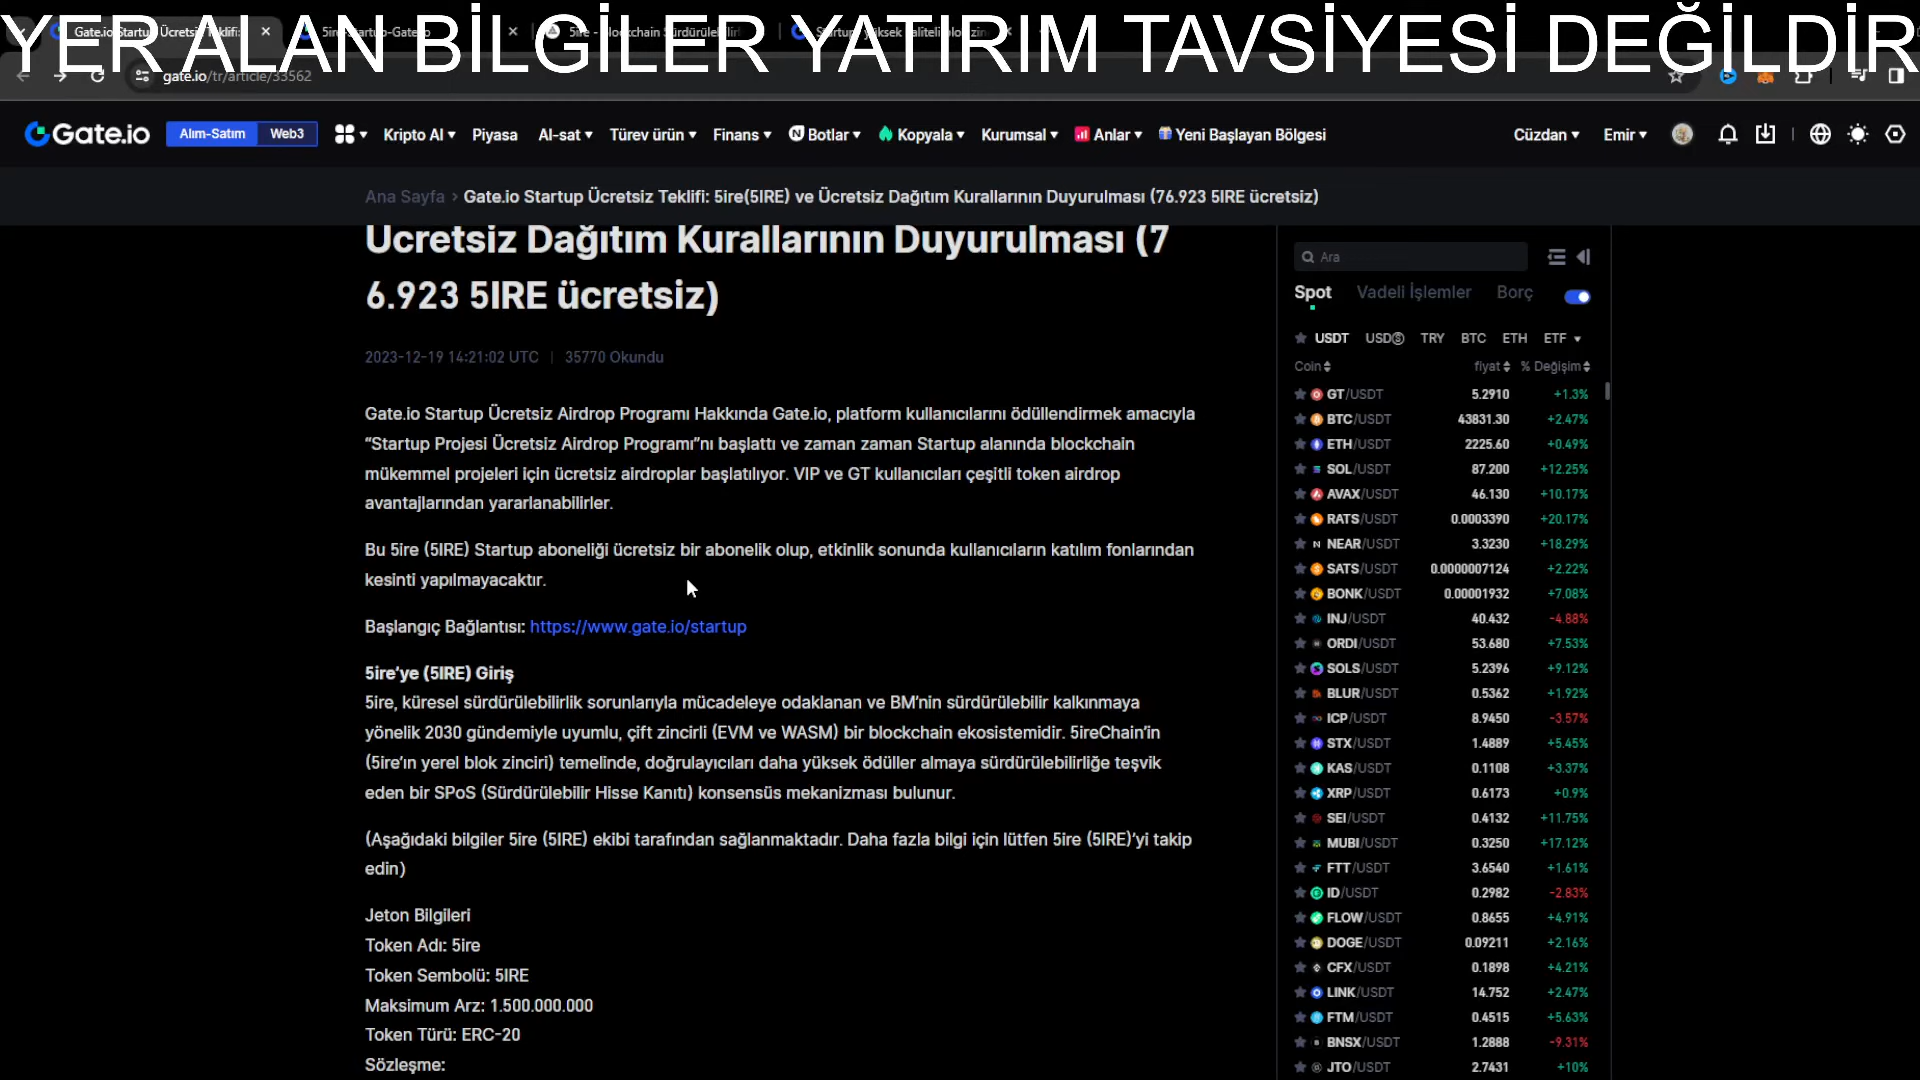 YER ALAN BİLGİLER YATIRIM TAVSİYESİ DEĞİLDİR
gate.io/tr/article/33562
Gate.io Alım-Satım Web3 Kripto Al Piyasa Al-sat Türev ürün Finans Botlar Kopyala Kurumsal Anlar Yeni Başlayan Bölgesi Cüzdan Emir
Ana Sayfa > Gate.io Startup Ücretsiz Teklifi: 5ire(5IRE) ve Ücretsiz Dağıtım Kurallarının Duyurulması (76.923 5IRE ücretsiz)
Ücretsiz Dağıtım Kurallarının Duyurulması (7
6.923 5IRE ücretsiz)
2023-12-19 14:21:02 UTC | 35770 Okundu
Gate.io Startup Ücretsiz Airdrop Programı Hakkında Gate.io, platform kullanıcılarını ödüllendirmek amacıyla
“Startup Projesi Ücretsiz Airdrop Programı”nı başlattı ve zaman zaman Startup alanında blockchain
mükemmel projeleri için ücretsiz airdroplar başlatılıyor. VIP ve GT kullanıcıları çeşitli token airdrop
avantajlarından yararlanabilirler.
Bu 5ire (5IRE) Startup aboneliği ücretsiz bir abonelik olup, etkinlik sonunda kullanıcıların katılım fonlarından
kesinti yapılmayacaktır.
Başlangıç Bağlantısı: https://www.gate.io/startup
5ire’ye (5IRE) Giriş
5ire, küresel sürdürülebilirlik sorunlarıyla mücadeleye odaklanan ve BM’nin sürdürülebilir kalkınmaya
yönelik 2030 gündemiyle uyumlu, çift zincirli (EVM ve WASM) bir blockchain ekosistemidir. 5ireChain’in
(5ire’ın yerel blok zinciri) temelinde, doğrulayıcıları daha yüksek ödüller almaya sürdürülebilirliğe teşvik
eden bir SPoS (Sürdürülebilir Hisse Kanıtı) konsensüs mekanizması bulunur.
(Aşağıdaki bilgiler 5ire (5IRE) ekibi tarafından sağlanmaktadır. Daha fazla bilgi için lütfen 5ire (5IRE)’yi takip
edin)
Jeton Bilgileri
Token Adı: 5ire
Token Sembolü: 5IRE
Maksimum Arz: 1.500.000.000
Token Türü: ERC-20
Sözleşme:
Ara
Spot Vadeli İşlemler Borç
USDT USDⓈ TRY BTC ETH ETF
Coin fiyat % Değişim
GT/USDT 5.2910 +1.3%
BTC/USDT 43831.30 +2.47%
ETH/USDT 2225.60 +0.49%
SOL/USDT 87.200 +12.25%
AVAX/USDT 46.130 +10.17%
RATS/USDT 0.0003390 +20.17%
NEAR/USDT 3.3230 +18.29%
SATS/USDT 0.0000007124 +2.22%
BONK/USDT 0.00001932 +7.08%
INJ/USDT 40.432 -4.88%
ORDI/USDT 53.680 +7.53%
SOLS/USDT 5.2396 +9.12%
BLUR/USDT 0.5362 +1.92%
ICP/USDT 8.9450 -3.57%
STX/USDT 1.4889 +5.45%
KAS/USDT 0.1108 +3.37%
XRP/USDT 0.6173 +0.9%
SEI/USDT 0.4132 +11.75%
MUBI/USDT 0.3250 +17.12%
FTT/USDT 3.6540 +1.61%
ID/USDT 0.2982 -2.83%
FLOW/USDT 0.8655 +4.91%
DOGE/USDT 0.09211 +2.16%
CFX/USDT 0.1898 +4.21%
LINK/USDT 14.752 +2.47%
FTM/USDT 0.4515 +5.63%
BNSX/USDT 1.2888 -9.31%
JTO/USDT 2.7431 +10%